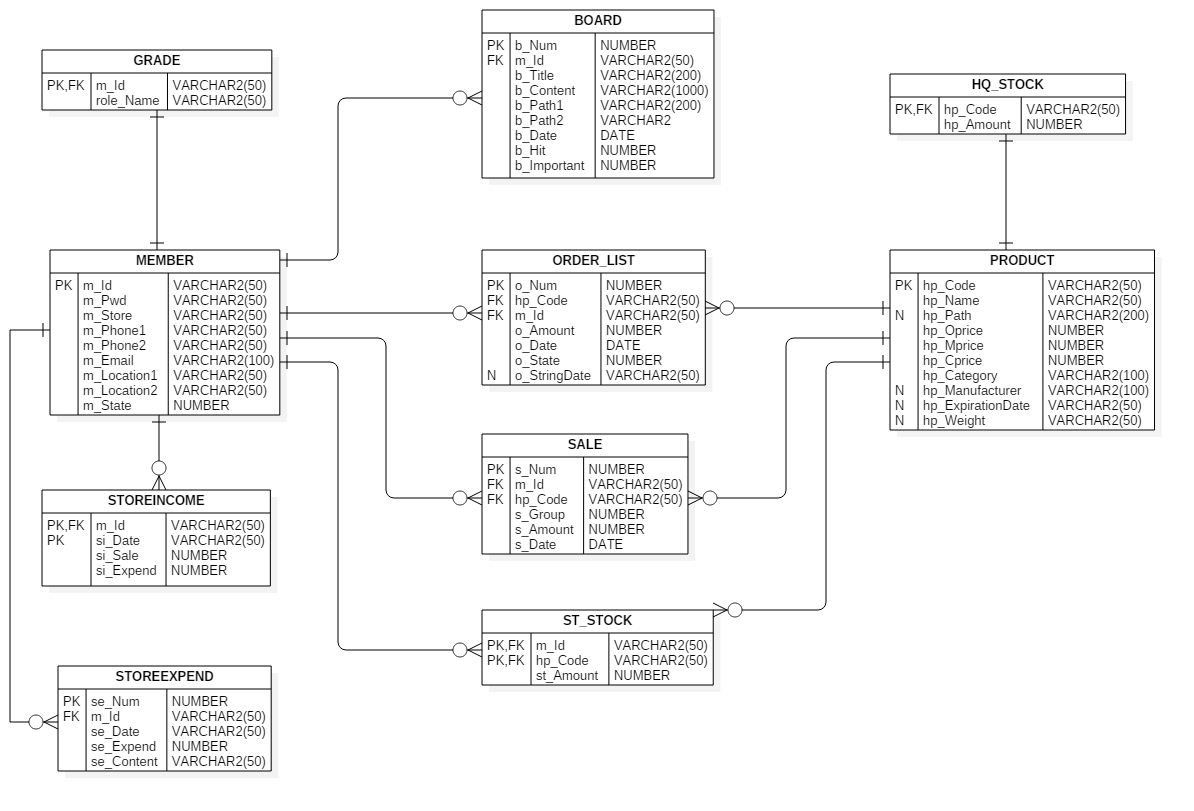 GRADE
PK,FK m_Id VARCHAR2(50)
role_Name VARCHAR2(50)
BOARD
PK b_Num NUMBER
FK m_Id VARCHAR2(50)
b_Title VARCHAR2(200)
b_Content VARCHAR2(1000)
b_Path1 VARCHAR2(200)
b_Path2 VARCHAR2
b_Date DATE
b_Hit NUMBER
b_Important NUMBER
HQ_STOCK
PK,FK hp_Code VARCHAR2(50)
hp_Amount NUMBER
MEMBER
PK m_Id VARCHAR2(50)
m_Pwd VARCHAR2(50)
m_Store VARCHAR2(50)
m_Phone1 VARCHAR2(50)
m_Phone2 VARCHAR2(50)
m_Email VARCHAR2(100)
m_Location1 VARCHAR2(50)
m_Location2 VARCHAR2(50)
m_State NUMBER
ORDER_LIST
PK o_Num NUMBER
FK hp_Code VARCHAR2(50)
FK m_Id VARCHAR2(50)
o_Amount NUMBER
o_Date DATE
o_State NUMBER
N o_StringDate VARCHAR2(50)
PRODUCT
PK hp_Code VARCHAR2(50)
hp_Name VARCHAR2(50)
N hp_Path VARCHAR2(200)
hp_Oprice NUMBER
hp_Mprice NUMBER
hp_Cprice NUMBER
hp_Category VARCHAR2(100)
N hp_Manufacturer VARCHAR2(100)
N hp_ExpirationDate VARCHAR2(50)
N hp_Weight VARCHAR2(50)
SALE
PK s_Num NUMBER
FK m_Id VARCHAR2(50)
FK hp_Code VARCHAR2(50)
s_Group NUMBER
s_Amount NUMBER
s_Date DATE
STOREINCOME
PK,FK m_Id VARCHAR2(50)
PK si_Date VARCHAR2(50)
si_Sale NUMBER
si_Expend NUMBER
ST_STOCK
PK,FK m_Id VARCHAR2(50)
PK,FK hp_Code VARCHAR2(50)
st_Amount NUMBER
STOREEXPEND
PK se_Num NUMBER
FK m_Id VARCHAR2(50)
se_Date VARCHAR2(50)
se_Expend NUMBER
se_Content VARCHAR2(50)